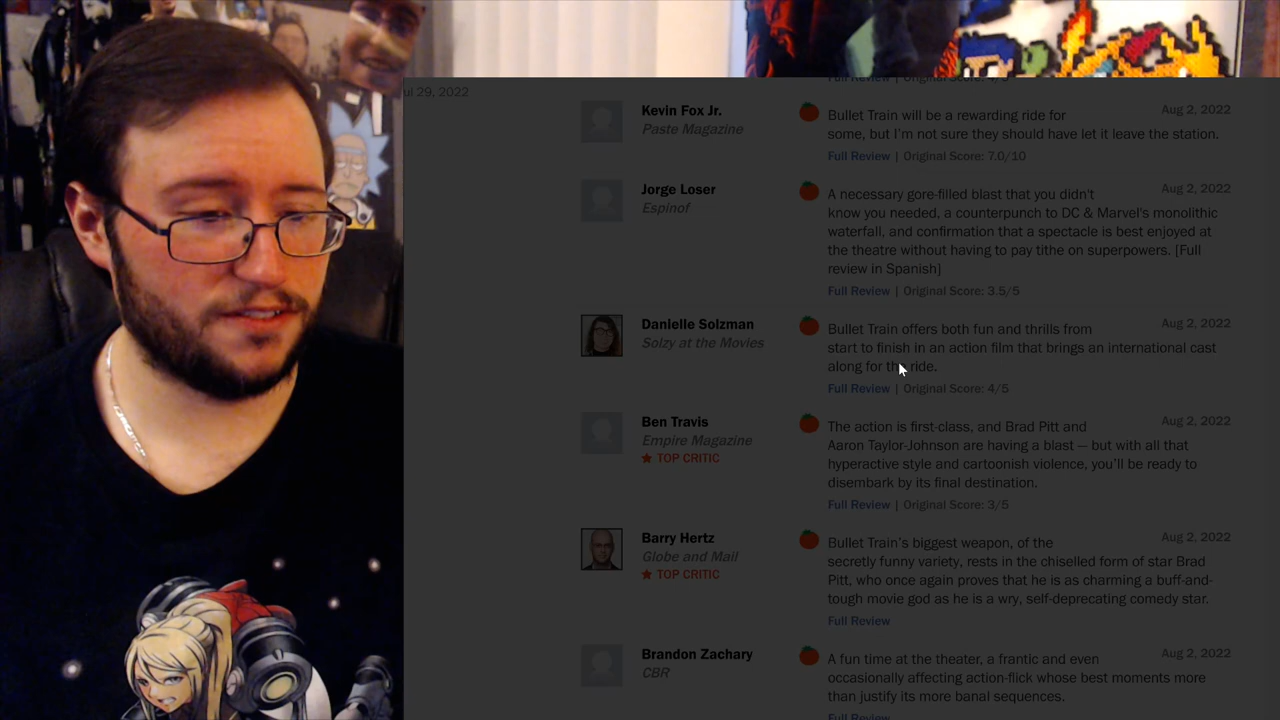 Full Review | Original Score: 4/5
ul 29, 2022
Kevin Fox Jr.
Paste Magazine
Bullet Train will be a rewarding ride for
some, but I'm not sure they should have let it leave the station.
Aug 2, 2022
Full Review | Original Score: 7.0/10
Jorge Loser
Espinof
A necessary gore-filled blast that you didn't
know you needed, a counterpunch to DC & Marvel's monolithic
waterfall, and confirmation that a spectacle is best enjoyed at
the theatre without having to pay tithe on superpowers. [Full
review in Spanish]
Aug 2, 2022
Full Review | Original Score: 3.5/5
Danielle Solzman
Solzy at the Movies
Bullet Train offers both fun and thrills from
start to finish in an action film that brings an international cast
along for the ride.
Aug 2, 2022
Full Review | Original Score: 4/5
Ben Travis
Empire Magazine
TOP CRITIC
The action is first-class, and Brad Pitt and
Aaron Taylor-Johnson are having a blast — but with all that
hyperactive style and cartoonish violence, you'll be ready to
disembark by its final destination.
Aug 2, 2022
Full Review | Original Score: 3/5
Barry Hertz
Globe and Mail
TOP CRITIC
Bullet Train's biggest weapon, of the
secretly funny variety, rests in the chiselled form of star Brad
Pitt, who once again proves that he is as charming a buff-and-
tough movie god as he is a wry, self-deprecating comedy star.
Aug 2, 2022
Full Review
Brandon Zachary
CBR
A fun time at the theater, a frantic and even
occasionally affecting action-flick whose best moments more
than justify its more banal sequences.
Aug 2, 2022
Full Review